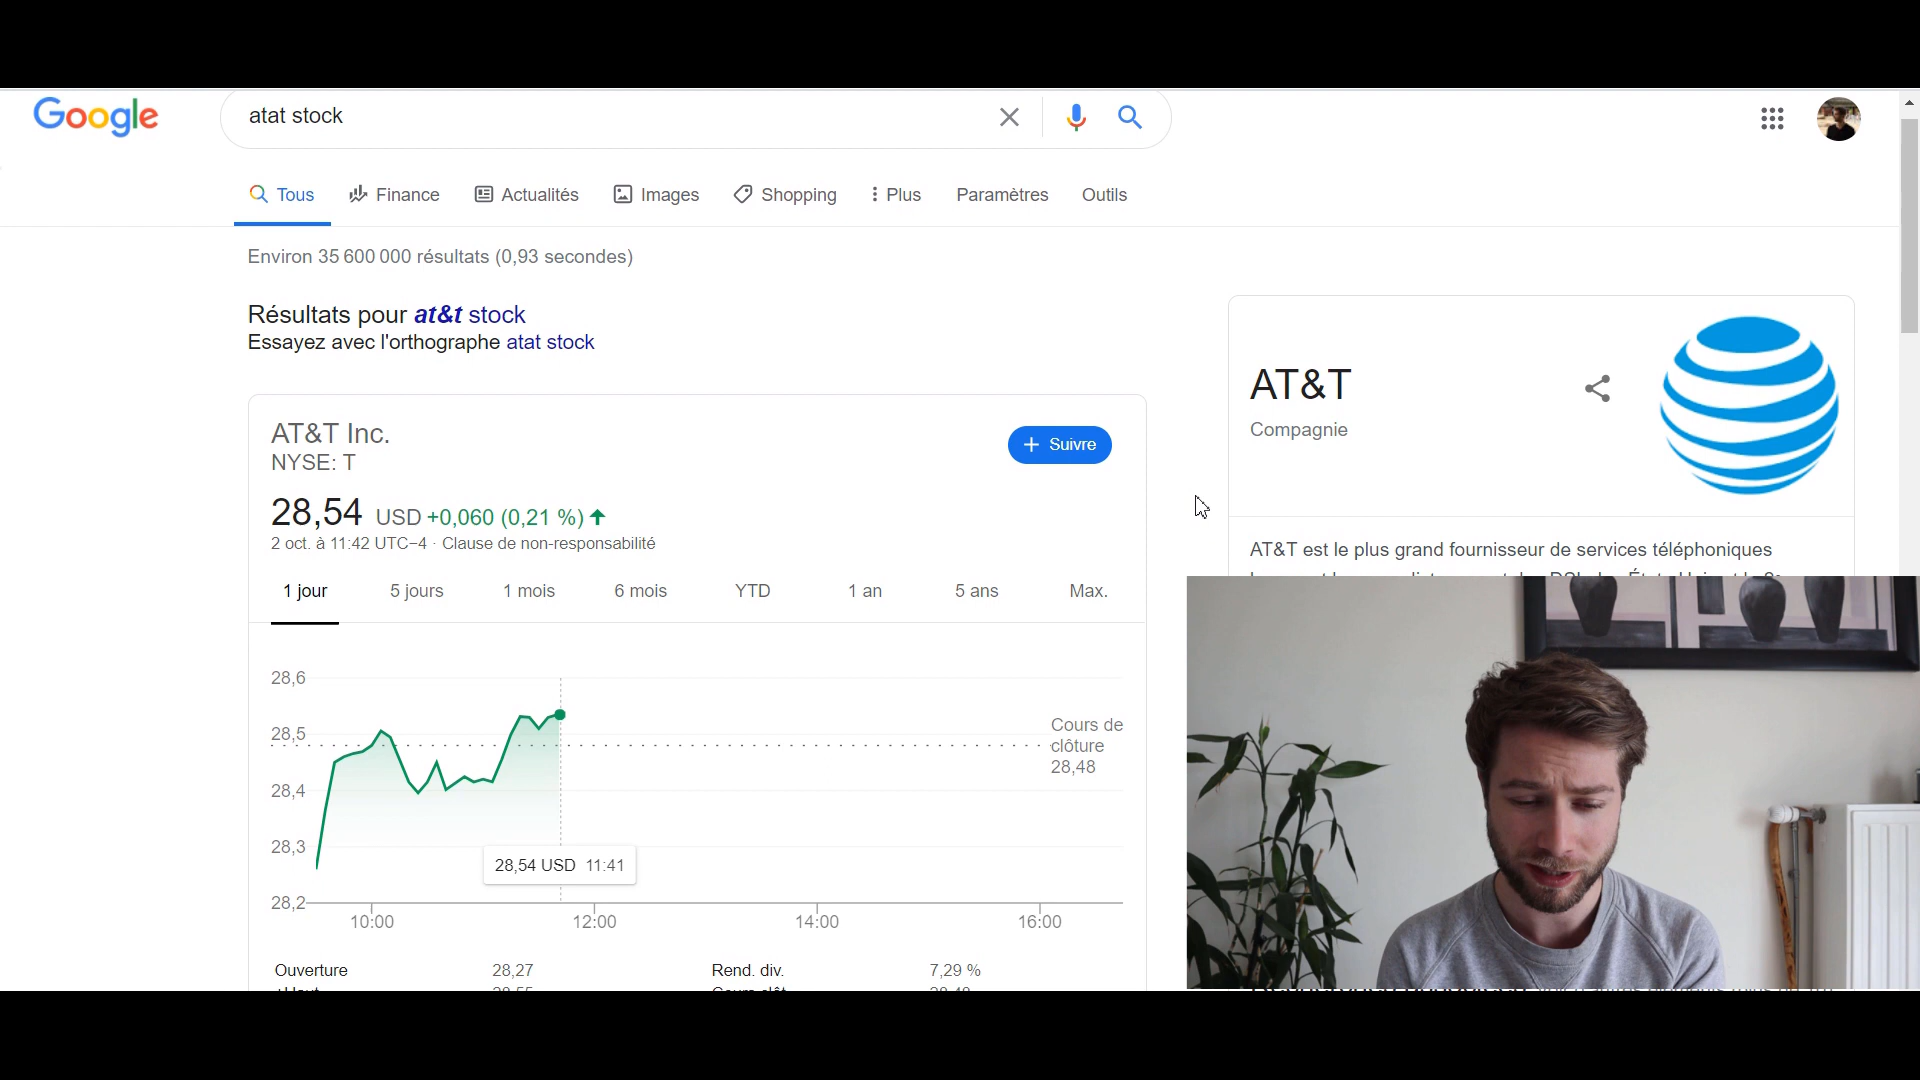 Google
atat stock
Tous
Finance
Actualités
Images
Shopping
Plus
Paramètres
Outils
Environ 35 600 000 résultats (0,93 secondes)
Résultats pour at&t stock
Essayez avec l'orthographe atat stock
AT&T Inc.
NYSE: T
Suivre
28,54 USD +0,060 (0,21 %)
2 oct. à 11:42 UTC−4 · Clause de non-responsabilité
1 jour
5 jours
1 mois
6 mois
YTD
1 an
5 ans
Max.
28,6
28,5
28,4
28,3
28,2
Cours de
clôture
28,48
28,54 USD 11:41
10:00
12:00
14:00
16:00
Ouverture 28,27
Rend. div. 7,29 %
AT&T
Compagnie
AT&T est le plus grand fournisseur de services téléphoniques